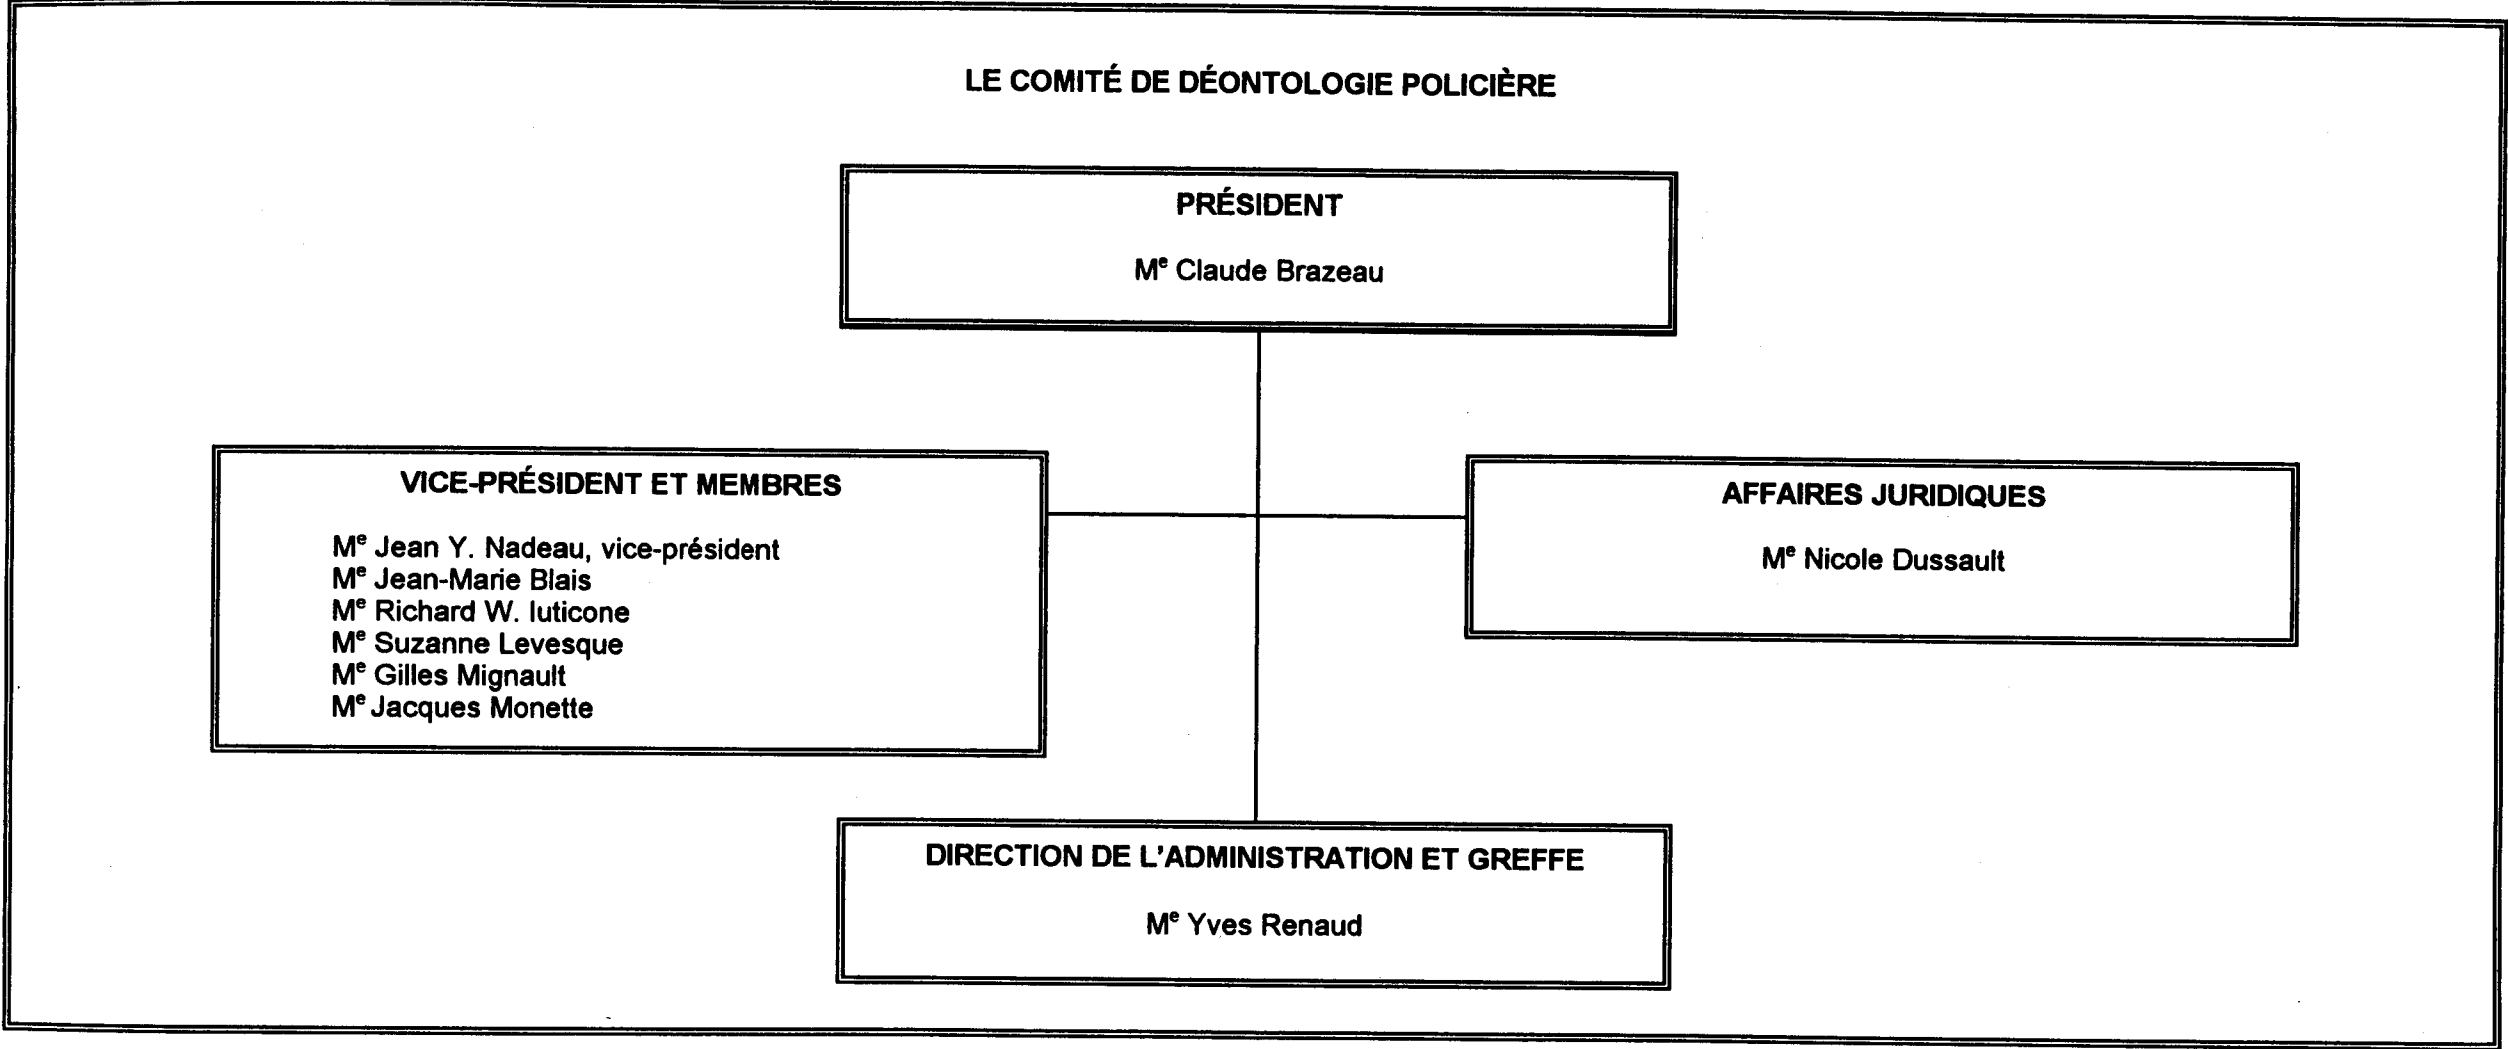 LE COMITÉ DE DÉONTOLOGIE POLICIÈRE
PRÉSIDENT
Mᵉ Claude Brazeau
VICE-PRÉSIDENT ET MEMBRES
Mᵉ Jean Y. Nadeau, vice-président
Mᵉ Jean-Marie Blais
Mᵉ Richard W. Iuticone
Mᵉ Suzanne Levesque
Mᵉ Gilles Mignault
Mᵉ Jacques Monette
AFFAIRES JURIDIQUES
Mᵉ Nicole Dussault
DIRECTION DE L'ADMINISTRATION ET GREFFE
Mᵉ Yves Renaud